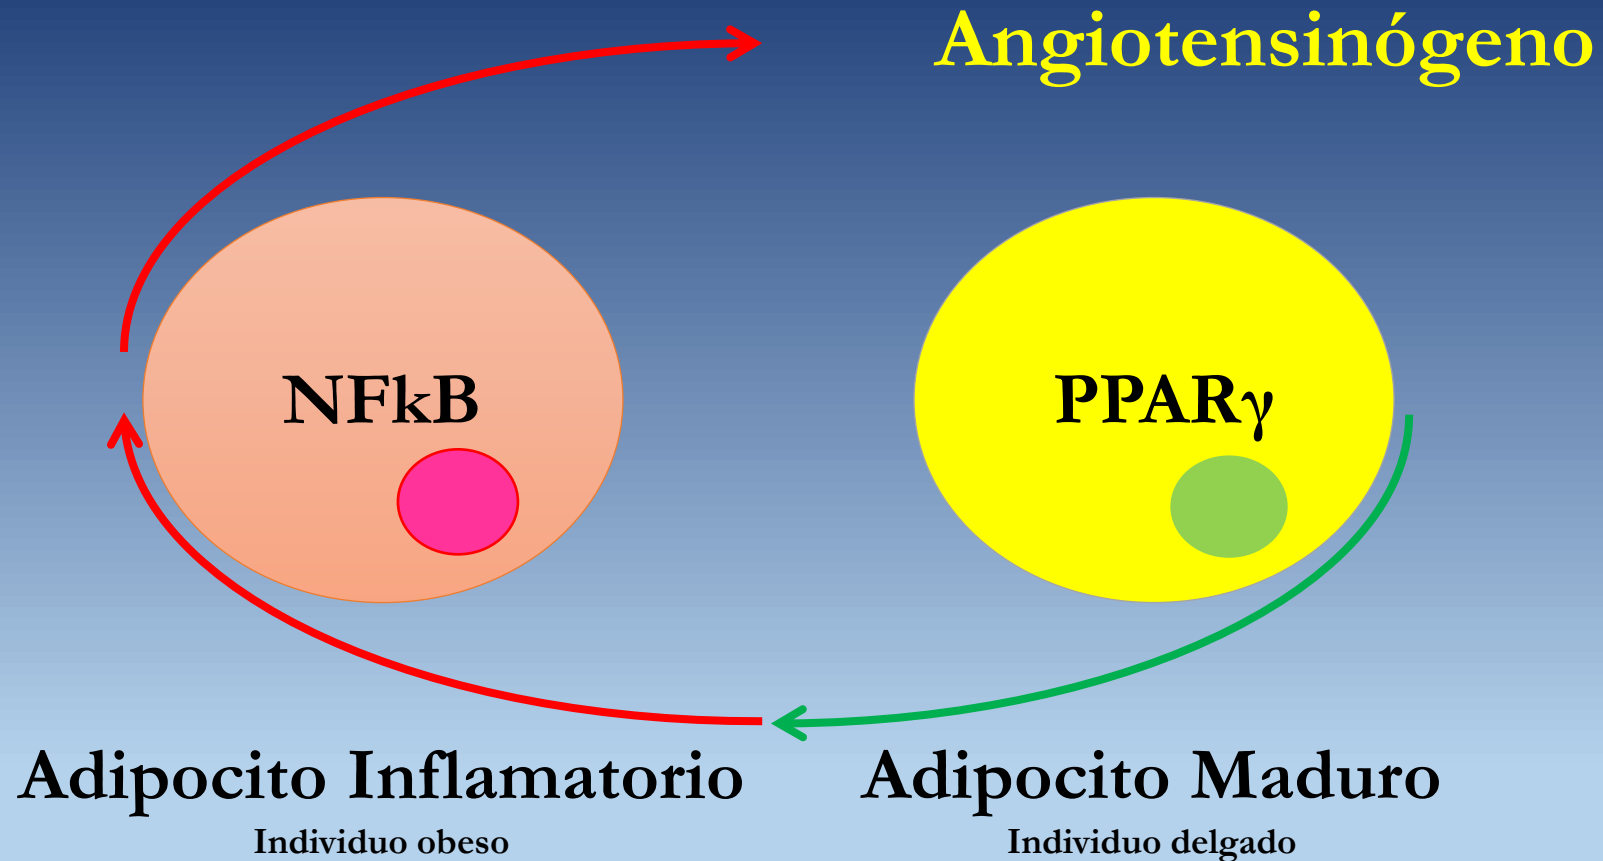 Angiotensinógeno
NFkB
PPARγ
Adipocito Inflamatorio
Individuo obeso
Adipocito Maduro
Individuo delgado